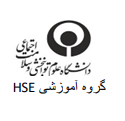 دانشگاه علوم توانبخشی و سلامت اجتماعی
گروه آموزشی HSE